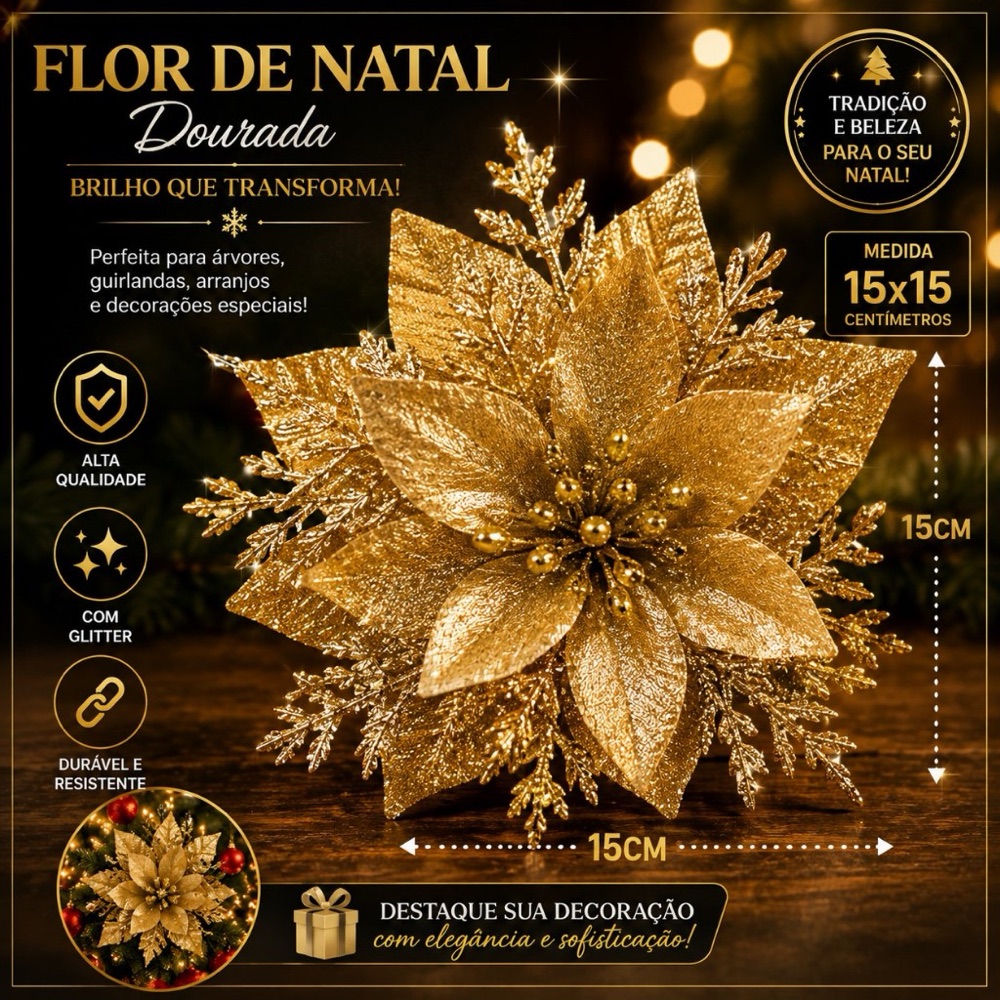 FLOR DE NATAL
Dourada
BRILHO QUE TRANSFORMA!
Perfeita para árvores,
guirlandas, arranjos
e decorações especiais!
TRADIÇÃO
E BELEZA
PARA O SEU
NATAL!
MEDIDA
15x15
CENTÍMETROS
ALTA
QUALIDADE
COM
GLITTER
DURÁVEL E
RESISTENTE
15CM
15CM
DESTAQUE SUA DECORAÇÃO
com elegância e sofisticação!